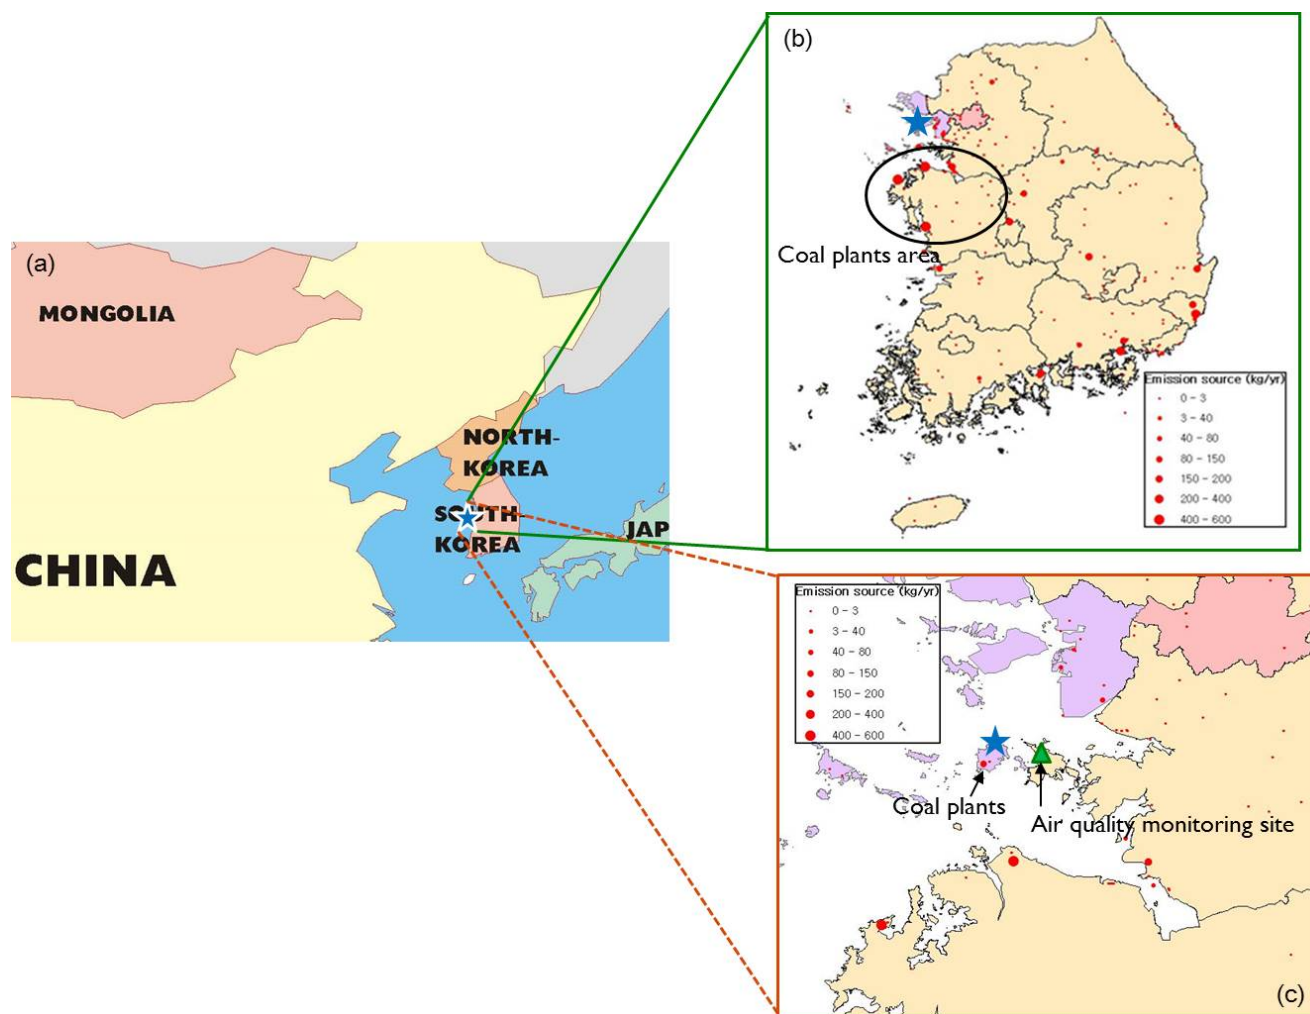 (a)
MONGOLIA
NORTH-
KOREA
SOUTH-
KOREA
JAP
CHINA
(b)
Coal plants area
Emission source (kg/yr)
0 – 3
3 – 40
40 – 80
80 – 150
150 – 200
200 – 400
400 – 600
Emission source (kg/yr)
0 – 3
3 – 40
40 – 80
80 – 150
150 – 200
200 – 400
400 – 600
Coal plants
Air quality monitoring site
(c)